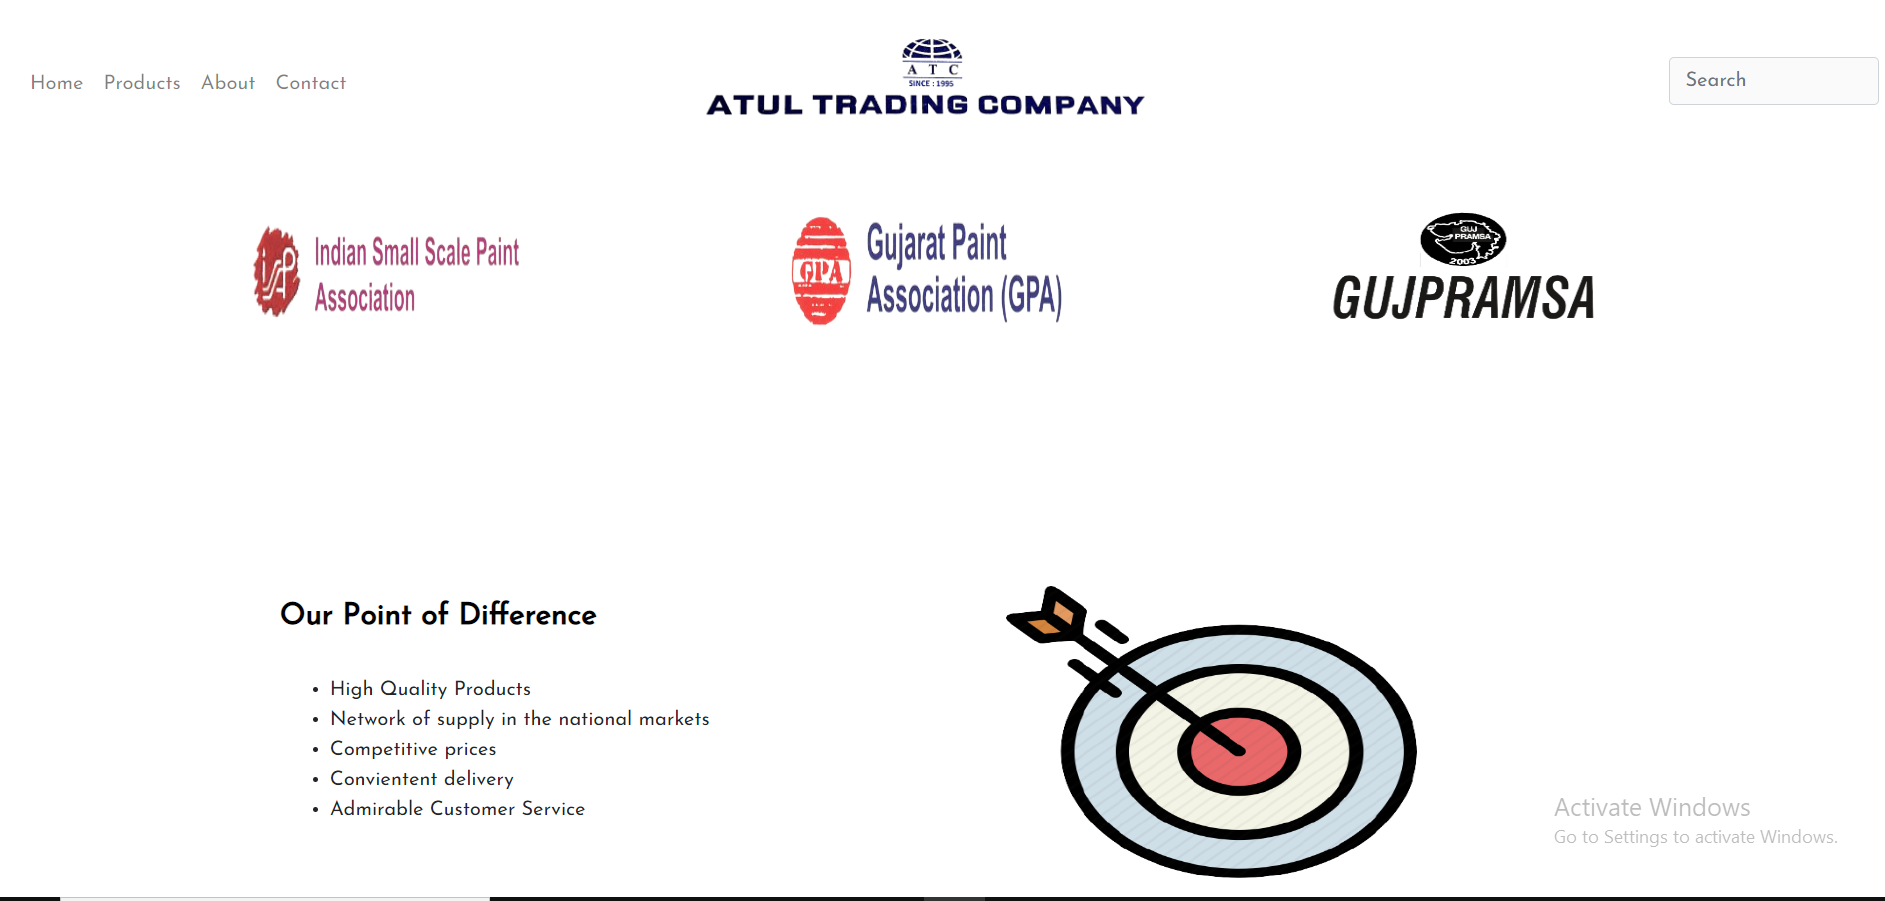 Home Products About Contact
A T C
SINCE : 1995
ATUL TRADING COMPANY
Search
ISSPA
Indian Small Scale Paint
Association
GPA
Gujarat Paint
Association (GPA)
GUJ
PRAMSA
2003
GUJPRAMSA
Our Point of Difference
• High Quality Products
• Network of supply in the national markets
• Competitive prices
• Convientent delivery
• Admirable Customer Service
Activate Windows
Go to Settings to activate Windows.